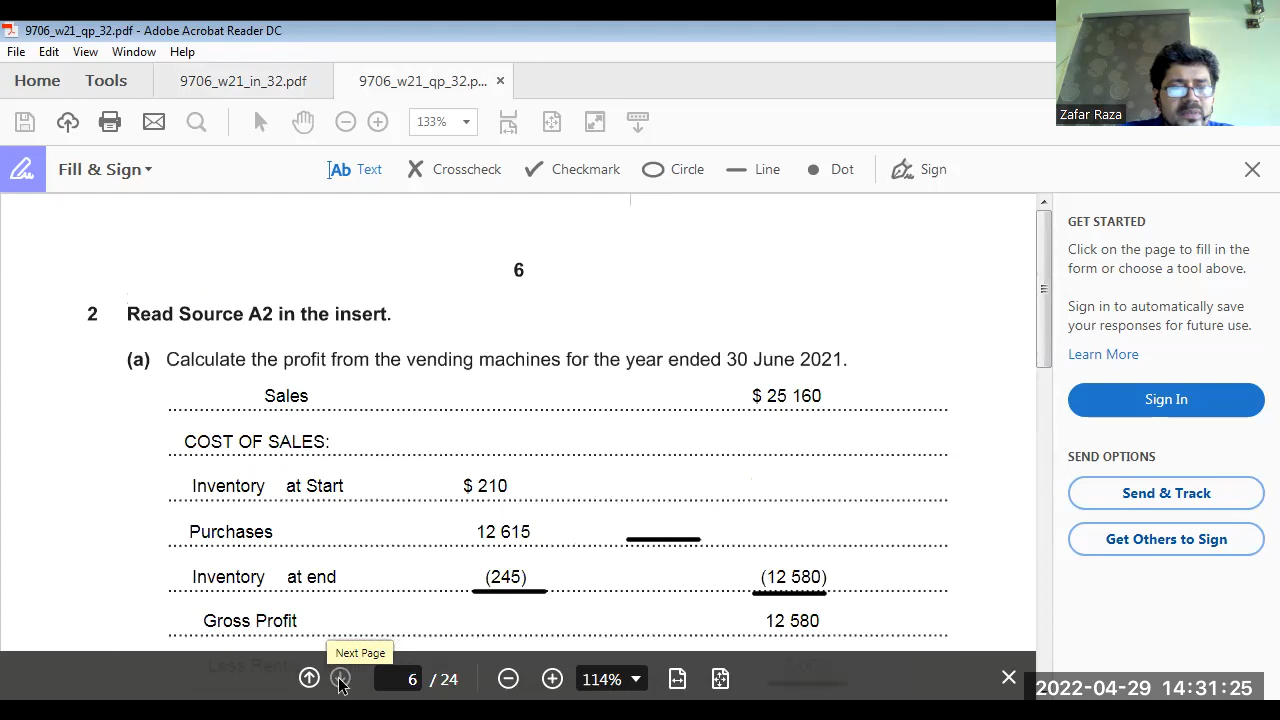 9706_w21_qp_32.pdf - Adobe Acrobat Reader DC
File Edit View Window Help
Home Tools 9706_w21_in_32.pdf 9706_w21_qp_32.p... ×
133%
Zafar Raza
Fill & Sign Ab Text Crosscheck Checkmark Circle Line Dot Sign
6
2 Read Source A2 in the insert.
(a) Calculate the profit from the vending machines for the year ended 30 June 2021.
Sales $ 25 160
COST OF SALES:
Inventory at Start $ 210
Purchases 12 615
Inventory at end (245) (12 580)
Gross Profit 12 580
Next Page
6 / 24 114%
GET STARTED
Click on the page to fill in the
form or choose a tool above.
Sign in to automatically save
your responses for future use.
Learn More
Sign In
SEND OPTIONS
Send & Track
Get Others to Sign
2022-04-29 14:31:25